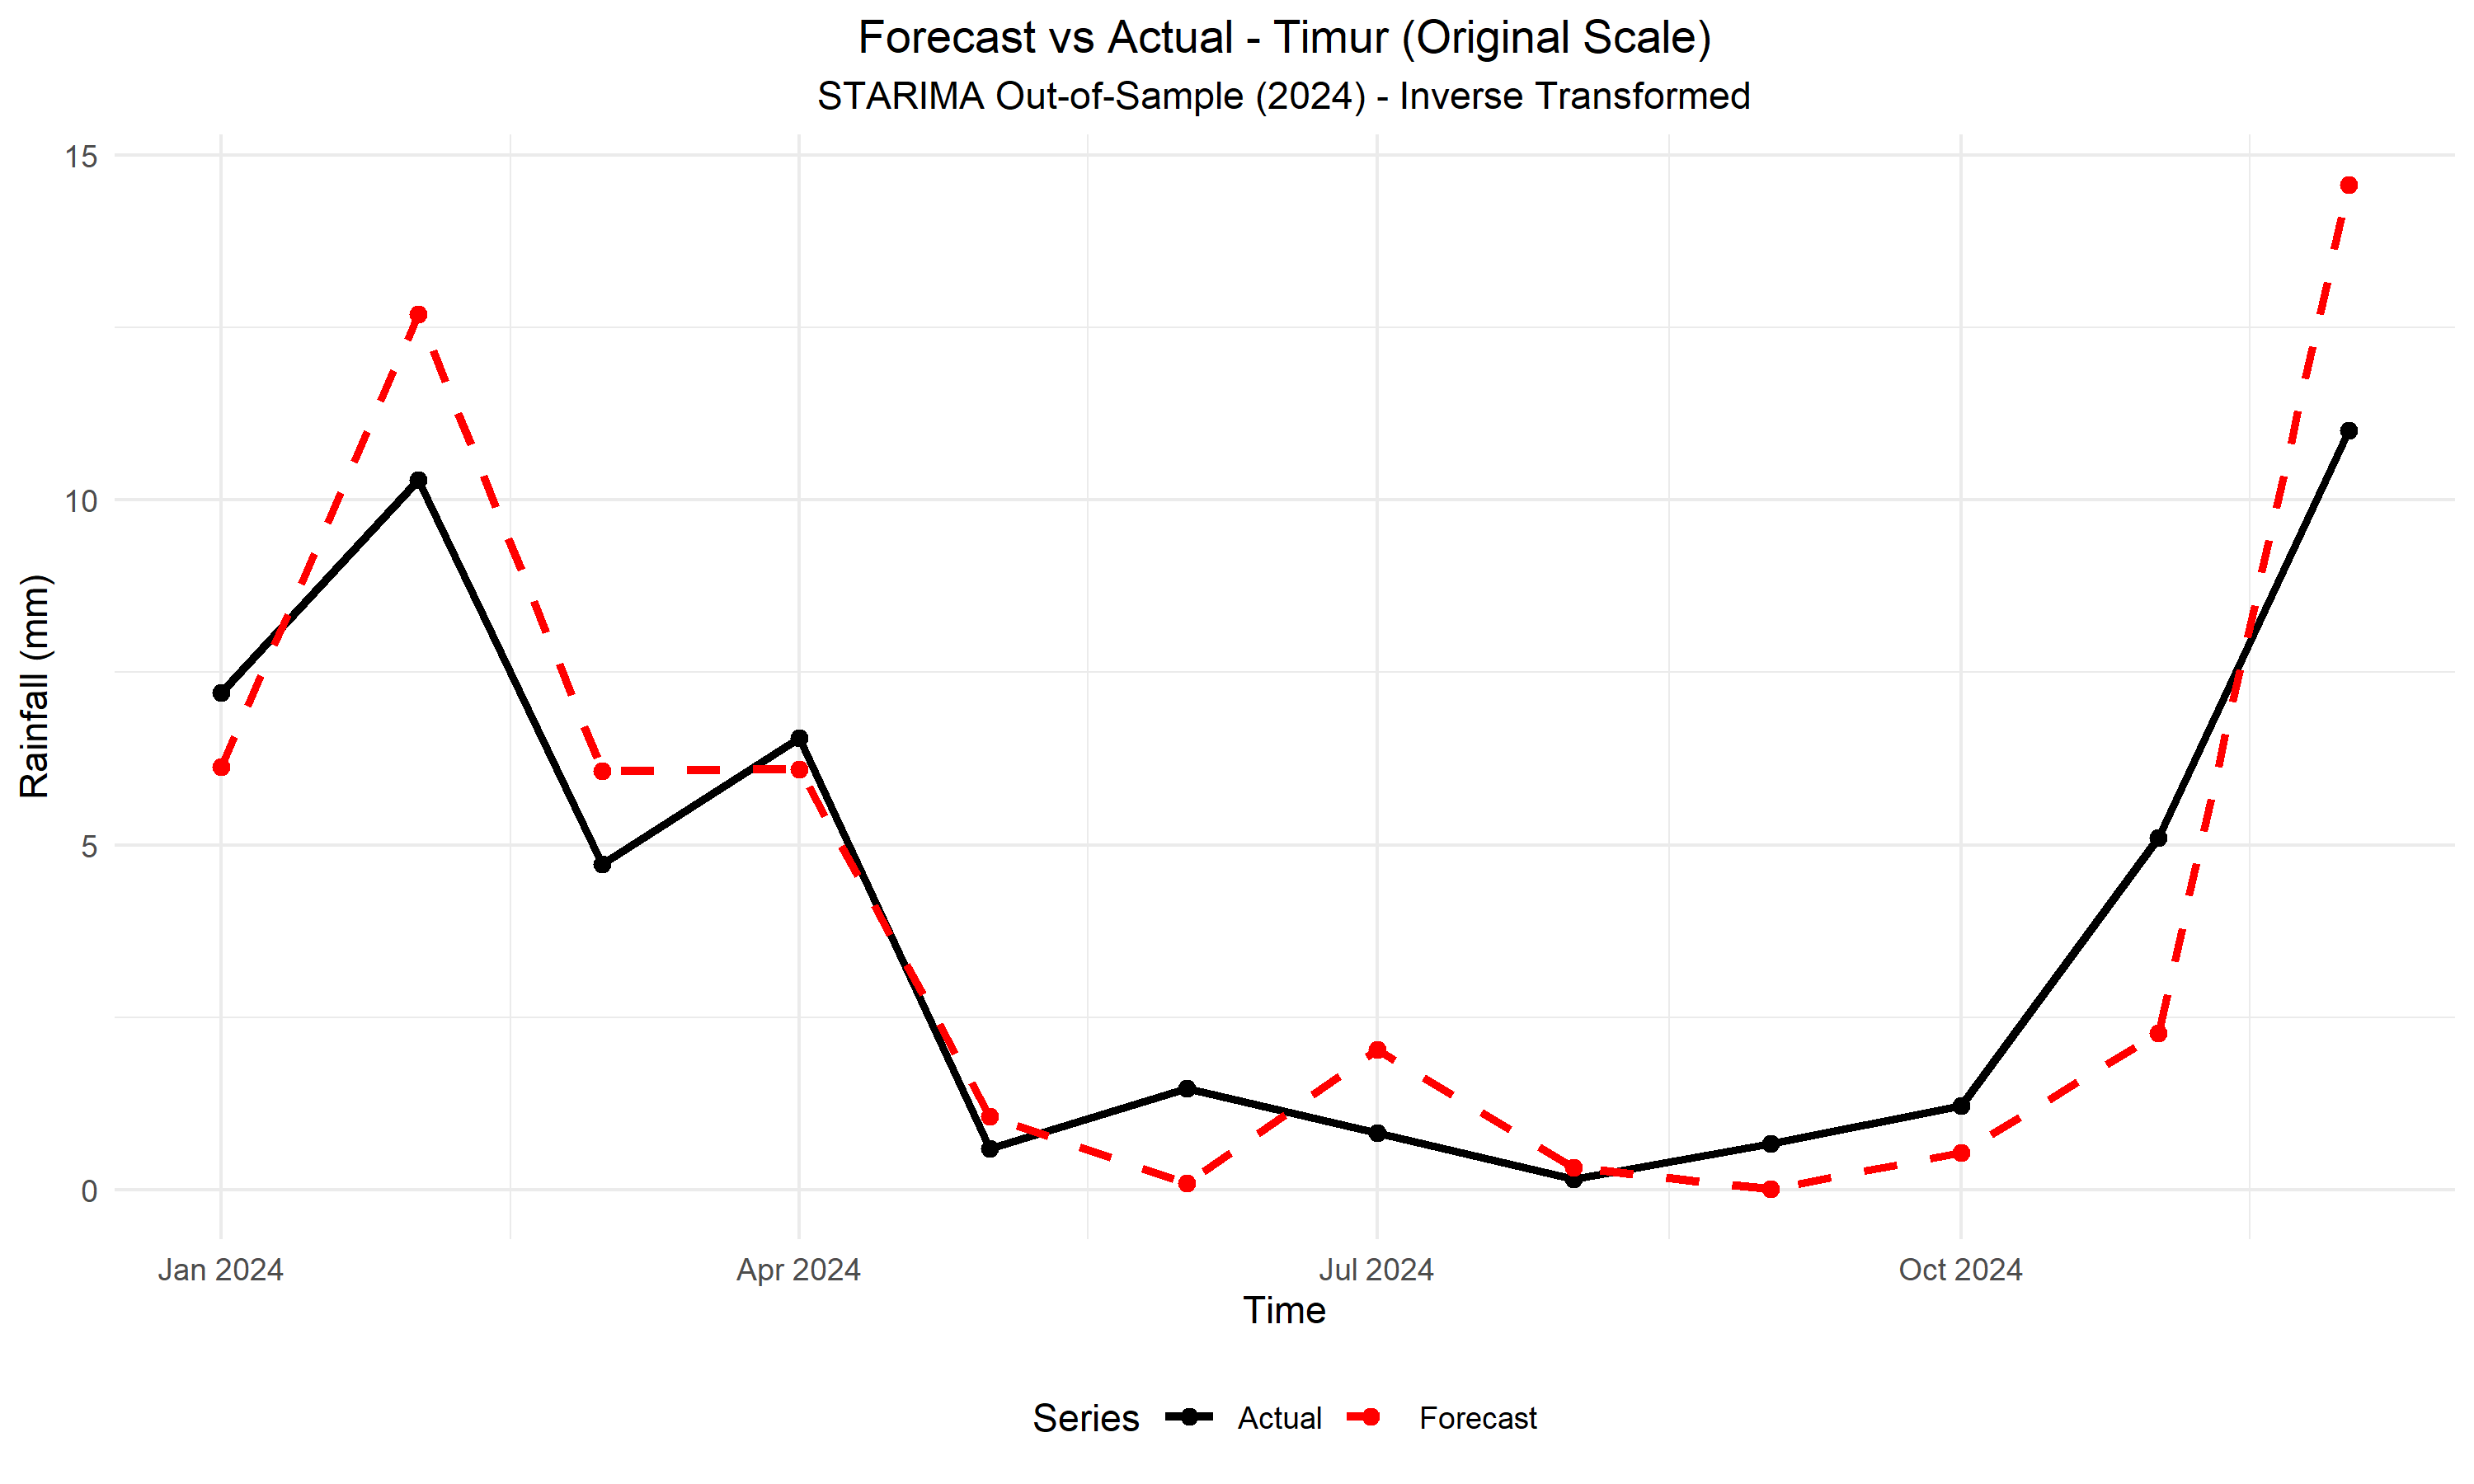 Forecast vs Actual - Timur (Original Scale)
STARIMA Out-of-Sample (2024) - Inverse Transformed
Rainfall (mm)
15
10
5
0
Jan 2024 Apr 2024 Jul 2024 Oct 2024
Time
Series Actual Forecast